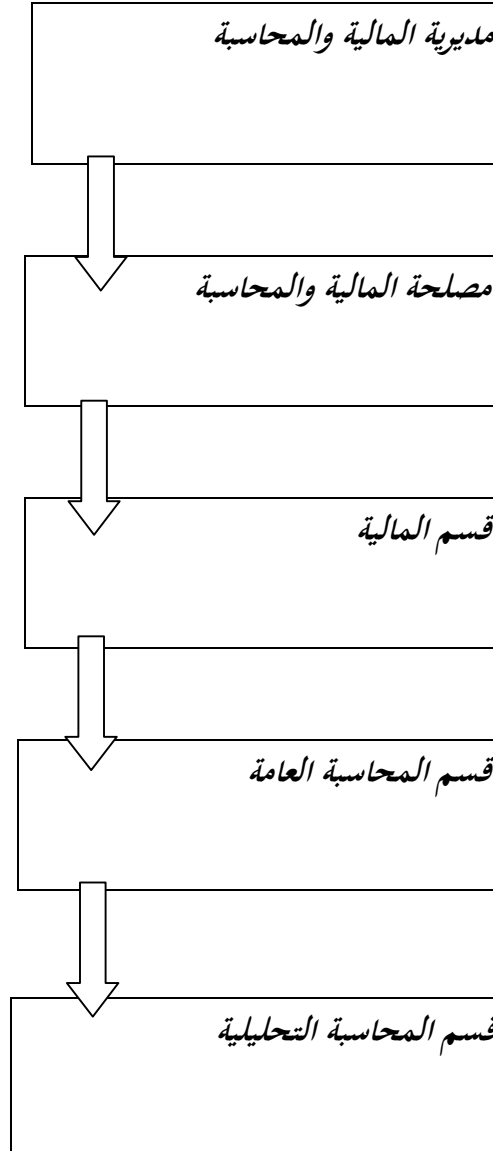 مديرية المالية والمحاسبة
مصلحة المالية والمحاسبة
قسم المالية
قسم المحاسبة العامة
قسم المحاسبة التحليلية